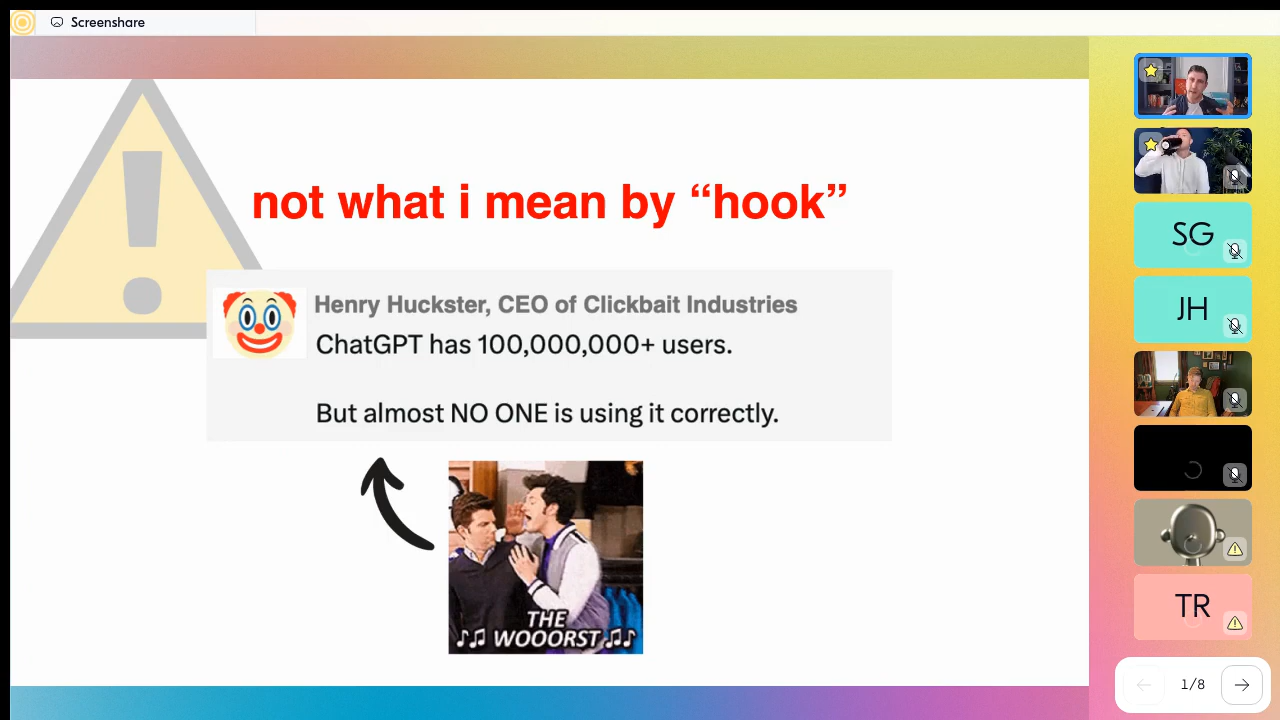 Screenshare
not what i mean by “hook”
Henry Huckster, CEO of Clickbait Industries
ChatGPT has 100,000,000+ users.
But almost NO ONE is using it correctly.
THE
♫ WOOORST ♫
SG
JH
TR
1/8